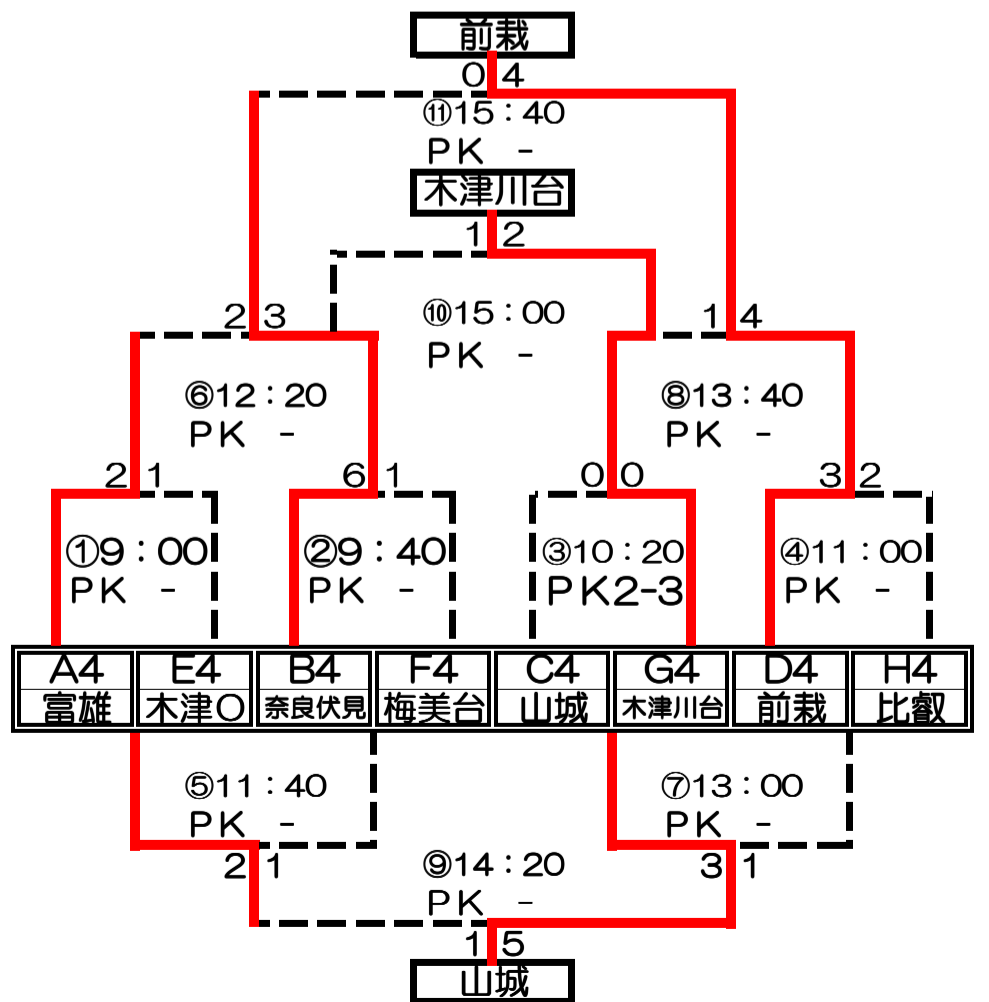 前栽
0 4
⑪15：40
PK -
木津川台
1 2
⑩15：00
PK -
2 3
1 4
⑥12：20
PK -
⑧13：40
PK -
2 1
6 1
0 0
3 2
①9：00
PK -
②9：40
PK -
③10：20
PK2-3
④11：00
PK -
A4 E4 B4 F4 C4 G4 D4 H4
富雄 木津〇 奈良伏見 梅美台 山城 木津川台 前栽 比叡
⑤11：40
PK -
⑦13：00
PK -
2 1
3 1
⑨14：20
PK -
1 5
山城